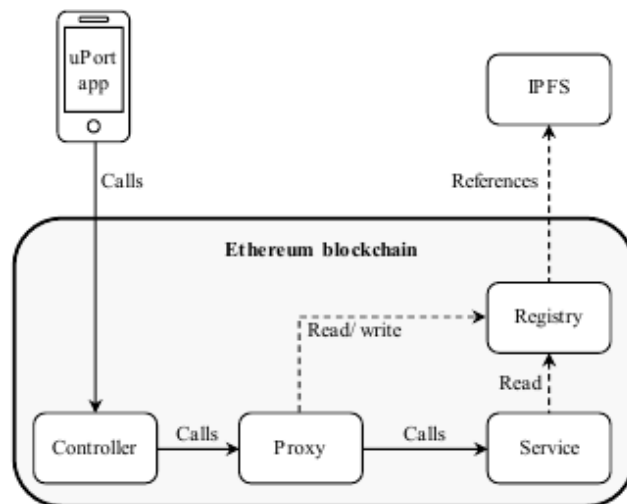 uPort
app
IPFS
Calls
References
Ethereum blockchain
Registry
Read/ write
Read
Controller
Calls
Proxy
Calls
Service